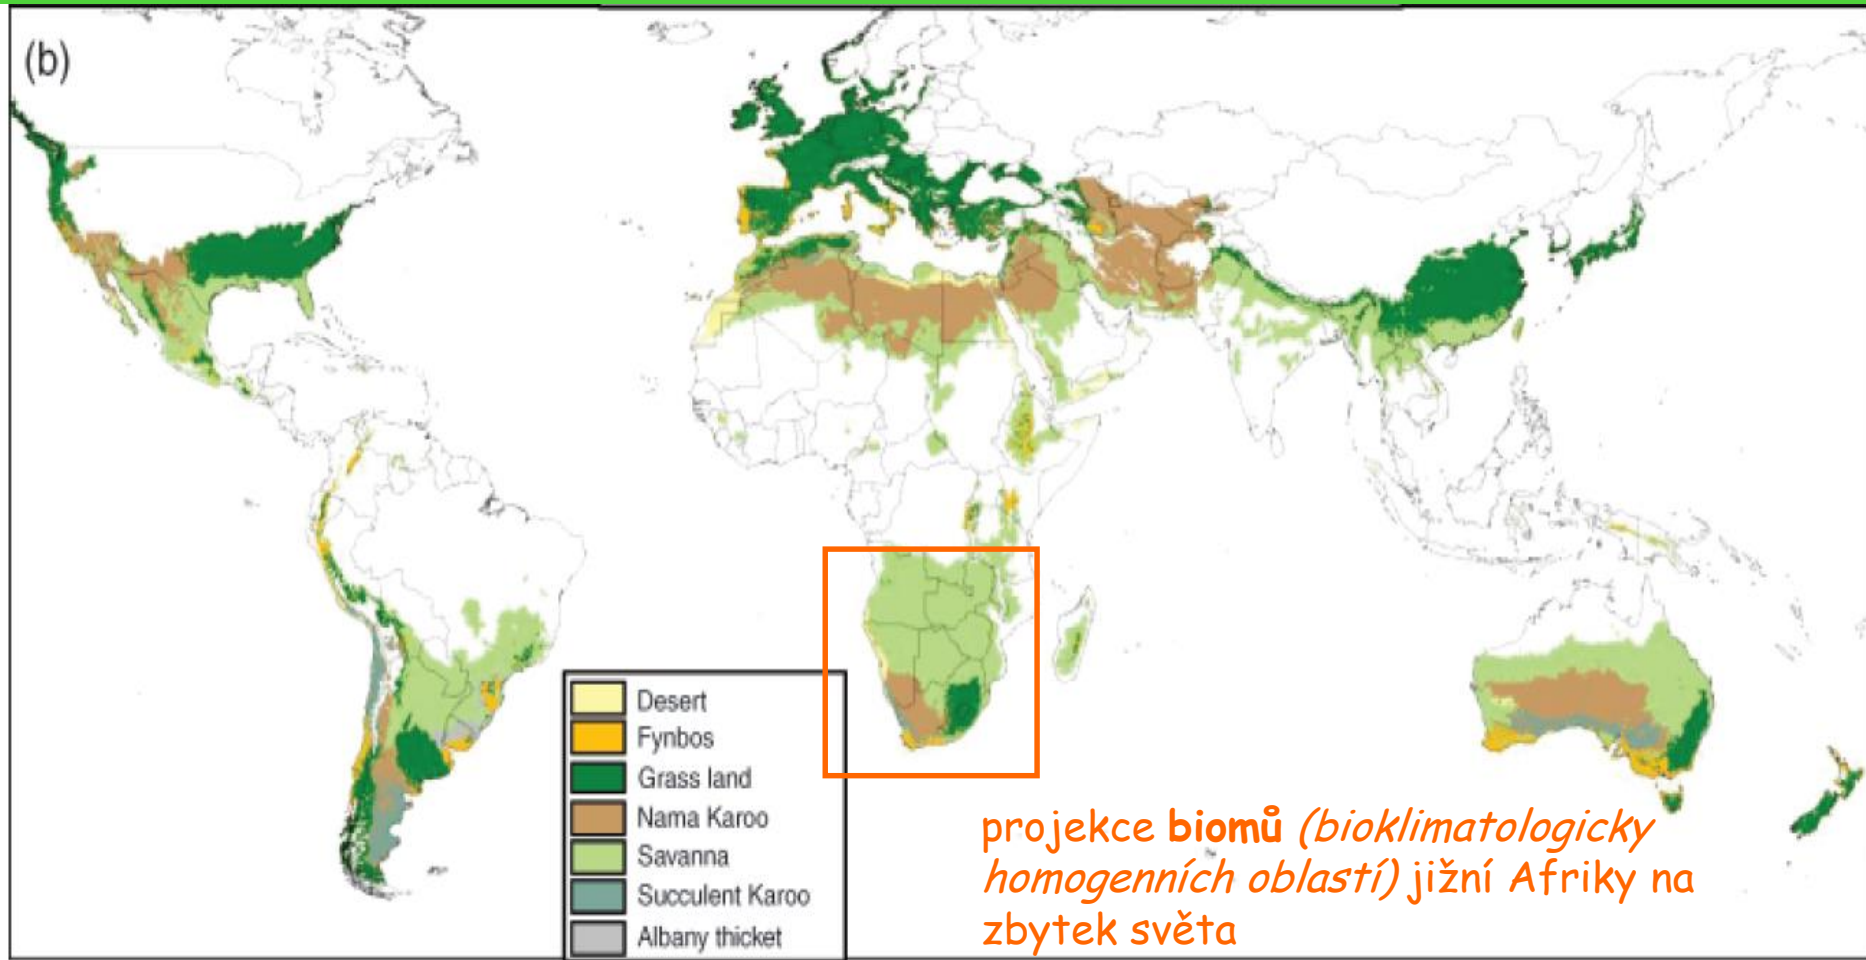 (b)
Desert
Fynbos
Grass land
Nama Karoo
Savanna
Succulent Karoo
Albany thicket
projekce biomů (bioklimatologicky
homogenních oblastí) jižní Afriky na
zbytek světa